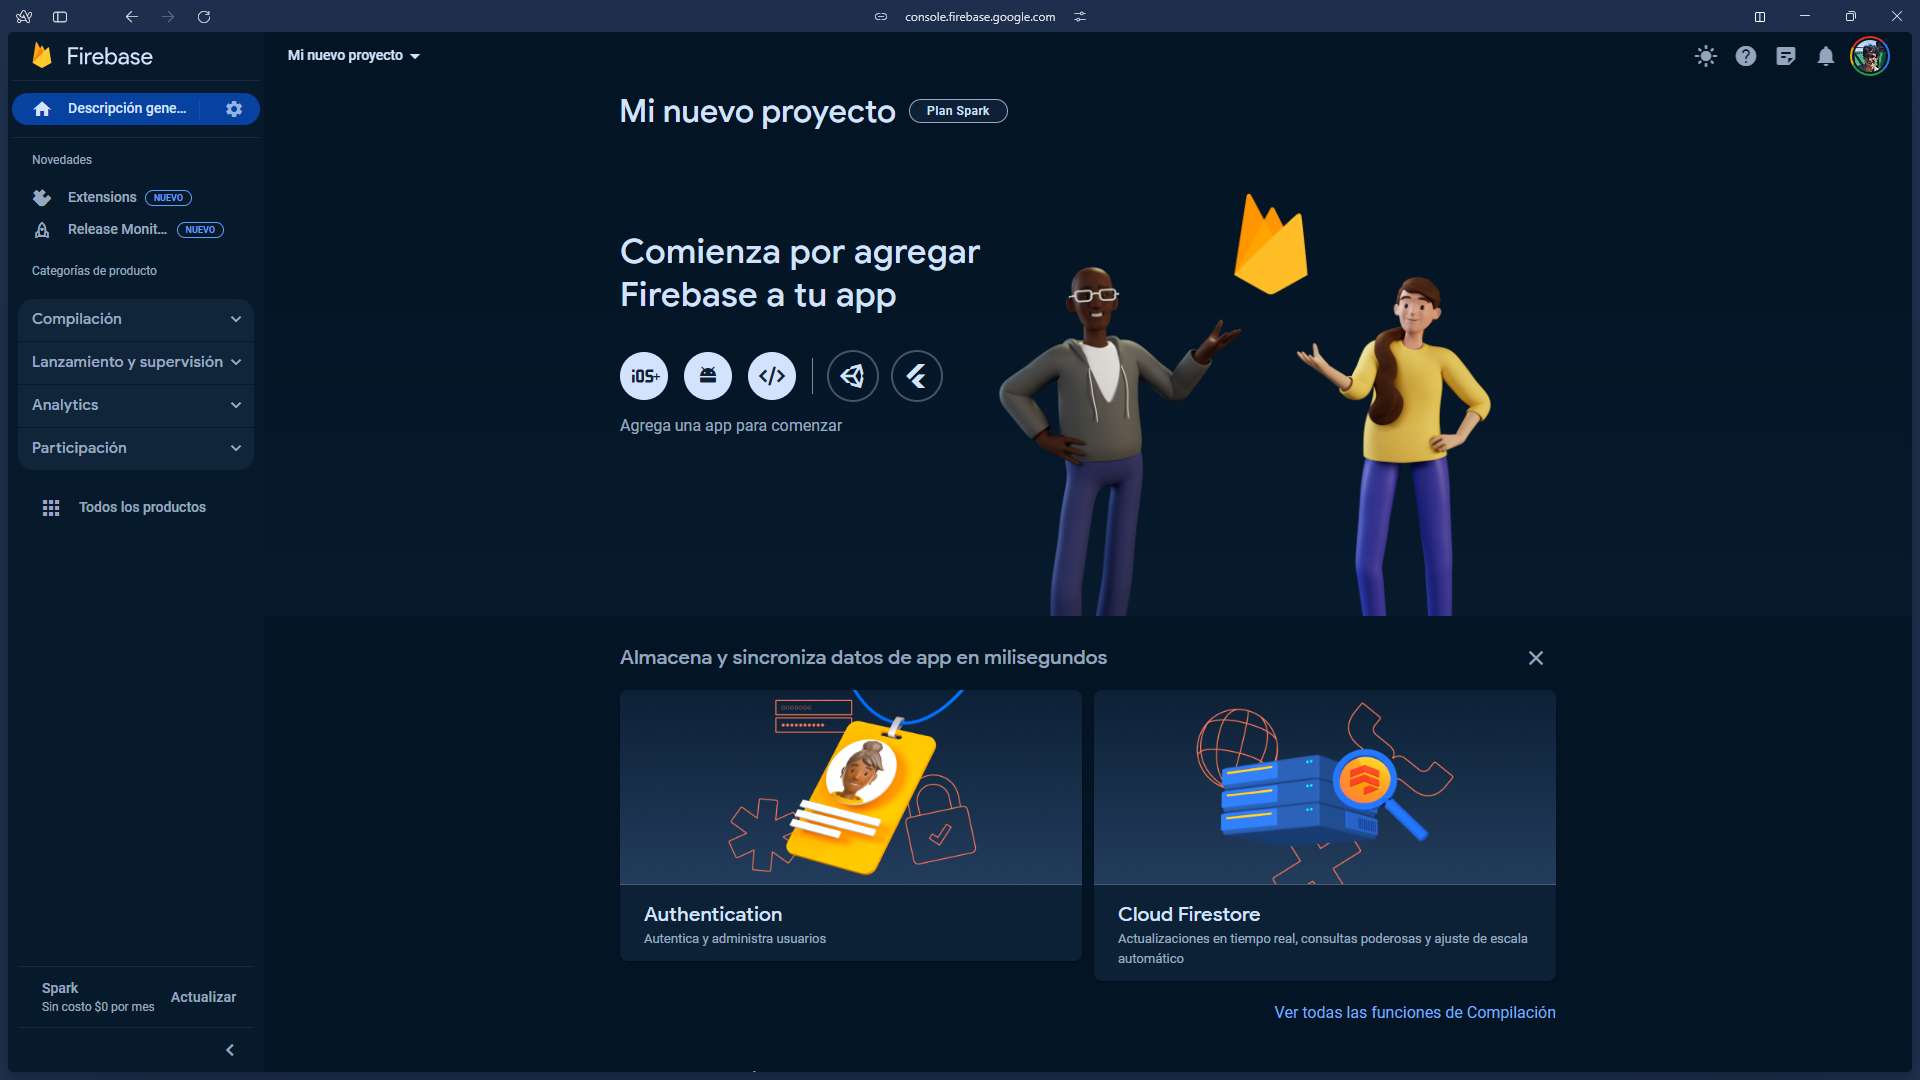 console.firebase.google.com
Firebase
Mi nuevo proyecto
Descripción gene...
Novedades
Extensions NUEVO
Release Monit... NUEVO
Categorías de producto
Compilación
Lanzamiento y supervisión
Analytics
Participación
Todos los productos
Spark
Sin costo $0 por mes
Actualizar
Mi nuevo proyecto
Plan Spark
Comienza por agregar
Firebase a tu app
iOS+
Agrega una app para comenzar
Almacena y sincroniza datos de app en milisegundos
Authentication
Autentica y administra usuarios
Cloud Firestore
Actualizaciones en tiempo real, consultas poderosas y ajuste de escala
automático
Ver todas las funciones de Compilación